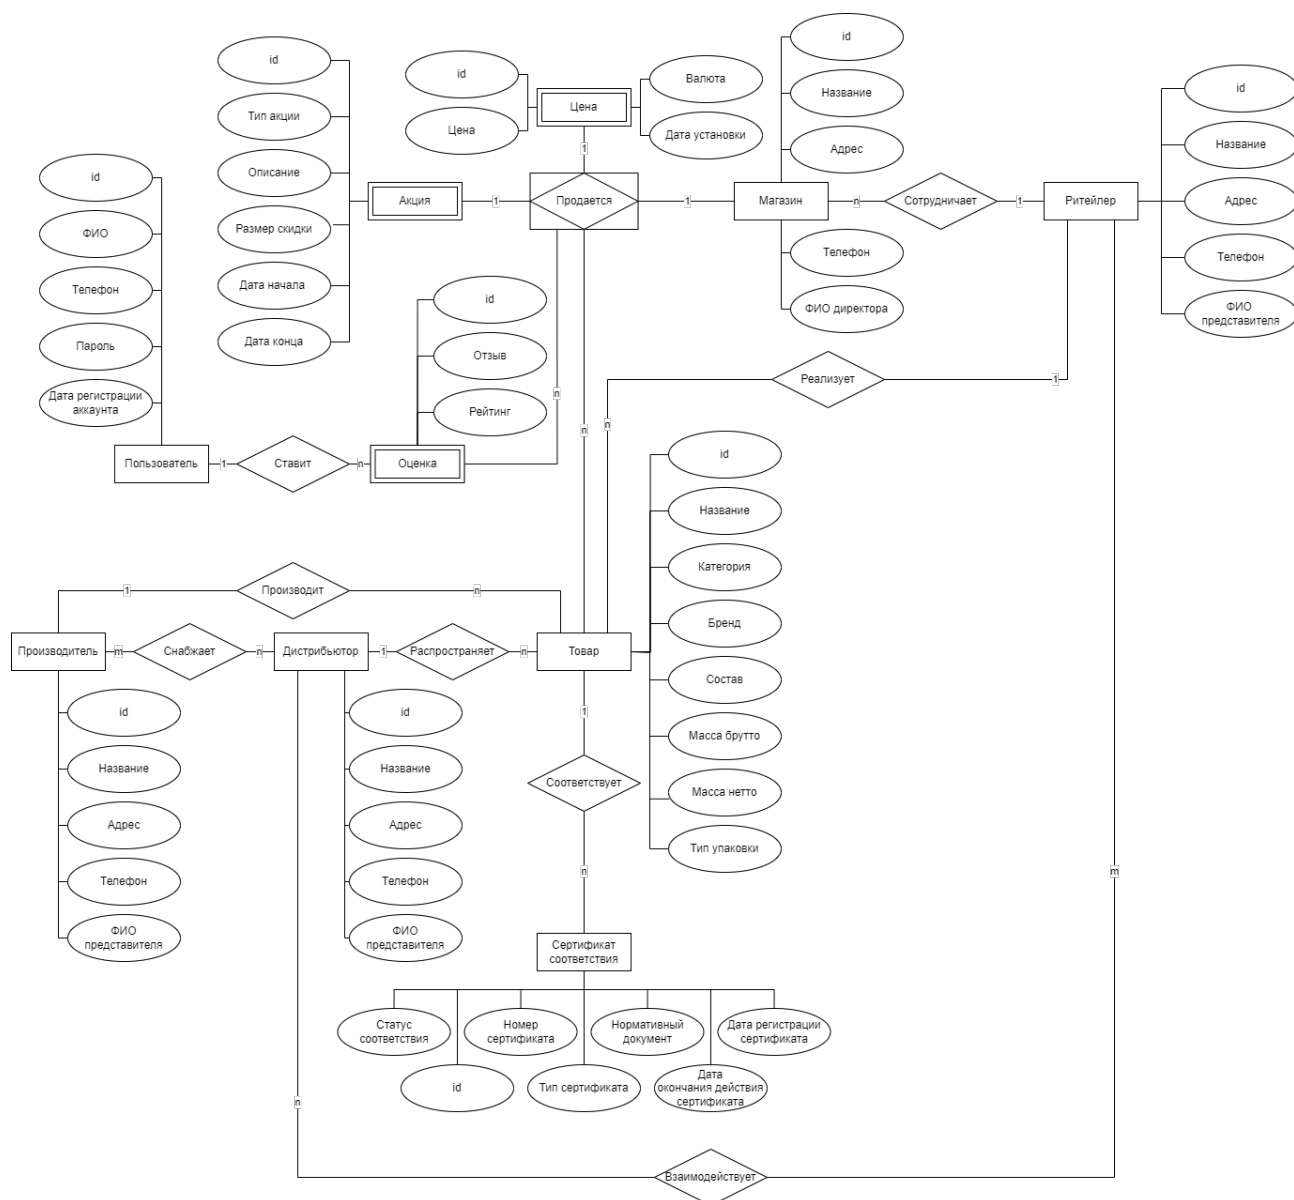 id
Тип акции
Описание
Размер скидки
Дата начала
Дата конца
Акция
1
id
Цена
Цена
Валюта
Дата установки
1
Продается
1
id
Название
Адрес
Магазин
Телефон
ФИО директора
n
Сотрудничает
1
Ритейлер
id
Название
Адрес
Телефон
ФИО
представителя
id
ФИО
Телефон
Пароль
Дата регистрации
аккаунта
Пользователь
1
Ставит
n
Оценка
id
Отзыв
Рейтинг
n
n
n
Реализует
1
id
Название
Категория
Бренд
Состав
Масса брутто
Масса нетто
Тип упаковки
1
Производит
n
Производитель
m
Снабжает
n
Дистрибьютор
1
Распространяет
n
Товар
id
Название
Адрес
Телефон
ФИО
представителя
id
Название
Адрес
Телефон
ФИО
представителя
1
Соответствует
n
m
Сертификат
соответствия
Статус
соответствия
Номер
сертификата
Нормативный
документ
Дата регистрации
сертификата
id
Тип сертификата
Дата
окончания действия
сертификата
n
Взаимодействует